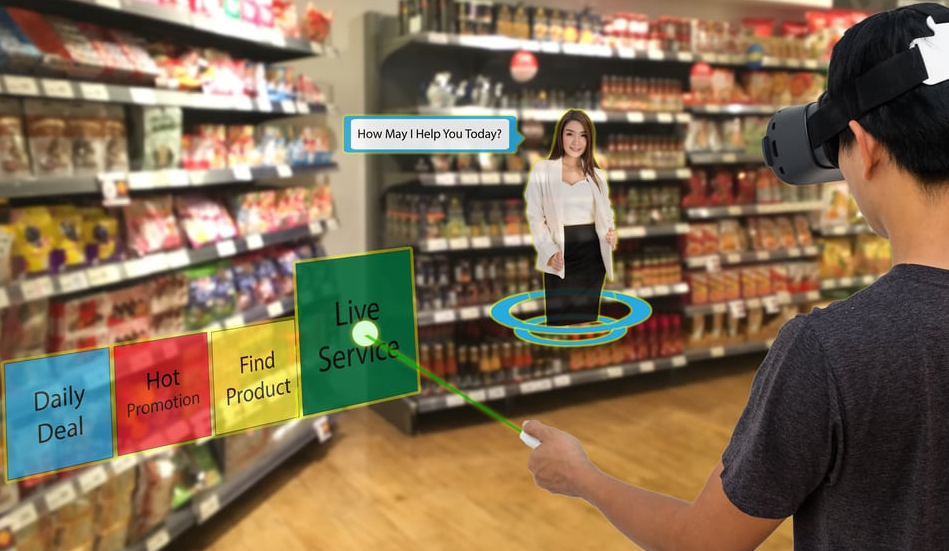 How May I Help You Today?
Live
Service
Find
Product
Hot
Promotion
Daily
Deal